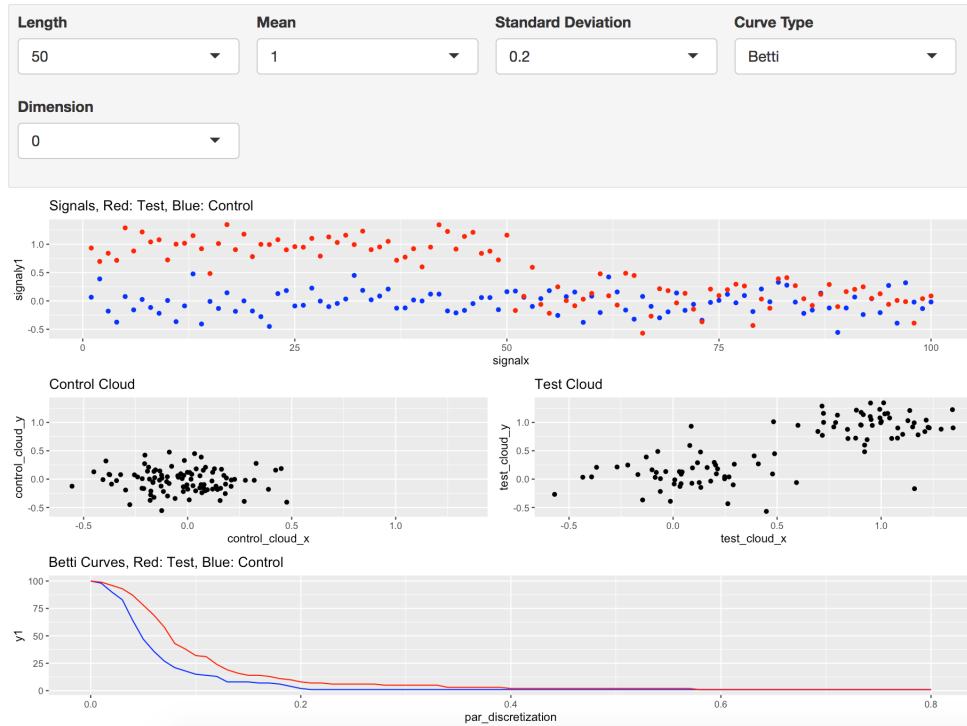 Length Mean Standard Deviation Curve Type
50 1 0.2 Betti
Dimension
0
Signals, Red: Test, Blue: Control
signaly1
1.0
0.5
0.0
-0.5
0 25 50 75 100
signalx
Control Cloud
control_cloud_y
1.0
0.5
0.0
-0.5
-0.5 0.0 0.5 1.0
control_cloud_x
Test Cloud
test_cloud_y
1.0
0.5
0.0
-0.5
-0.5 0.0 0.5 1.0
test_cloud_x
Betti Curves, Red: Test, Blue: Control
y1
100
75
50
25
0
0.0 0.2 0.4 0.6 0.8
par_discretization